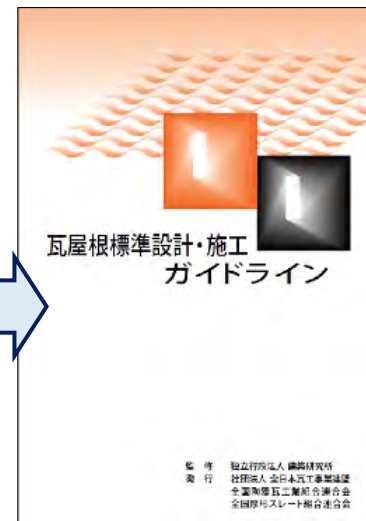 瓦屋根標準設計・施工
ガイドライン
監 修 独立行政法人 建築研究所
発 行 社団法人 全日本瓦工事業連盟
全国陶器瓦工業組合連合会
全国厚形スレート組合連合会